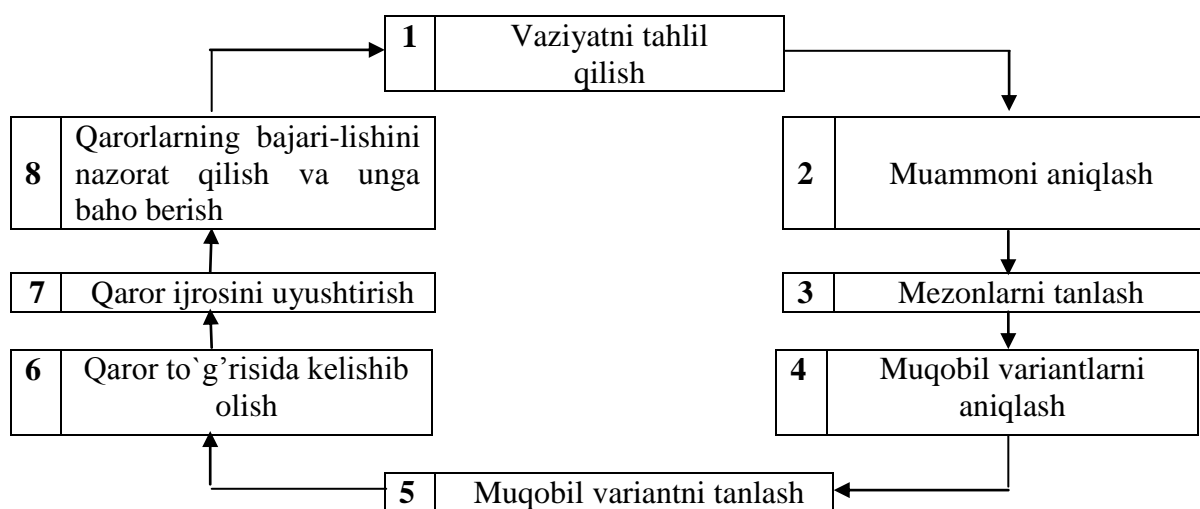 1 Vaziyatni tahlil
qilish
2 Muammoni aniqlash
3 Mezonlarni tanlash
4 Muqobil variantlarni
aniqlash
5 Muqobil variantni tanlash
6 Qaror to`g’risida kelishib
olish
7 Qaror ijrosini uyushtirish
8 Qarorlarning bajari-lishini
nazorat qilish va unga
baho berish